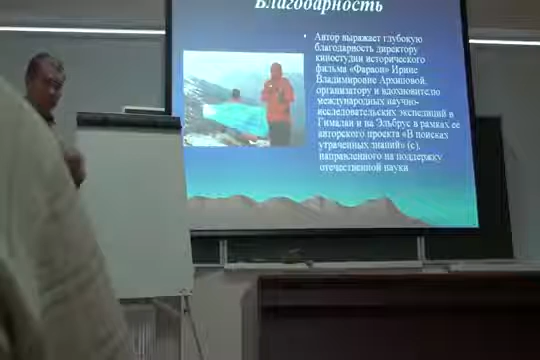 Благодарность
• Автор выражает глубокую
благодарность директору
киностудии исторического
фильма «Фараон» Ирине
Владимировне Архиповой,
организатору и вдохновителю
международных научно-
исследовательских экспедиций в
Гималаи и на Эльбрус в рамках ее
авторского проекта «В поисках
утраченных знаний» (с),
направленного на поддержку
отечественной науки